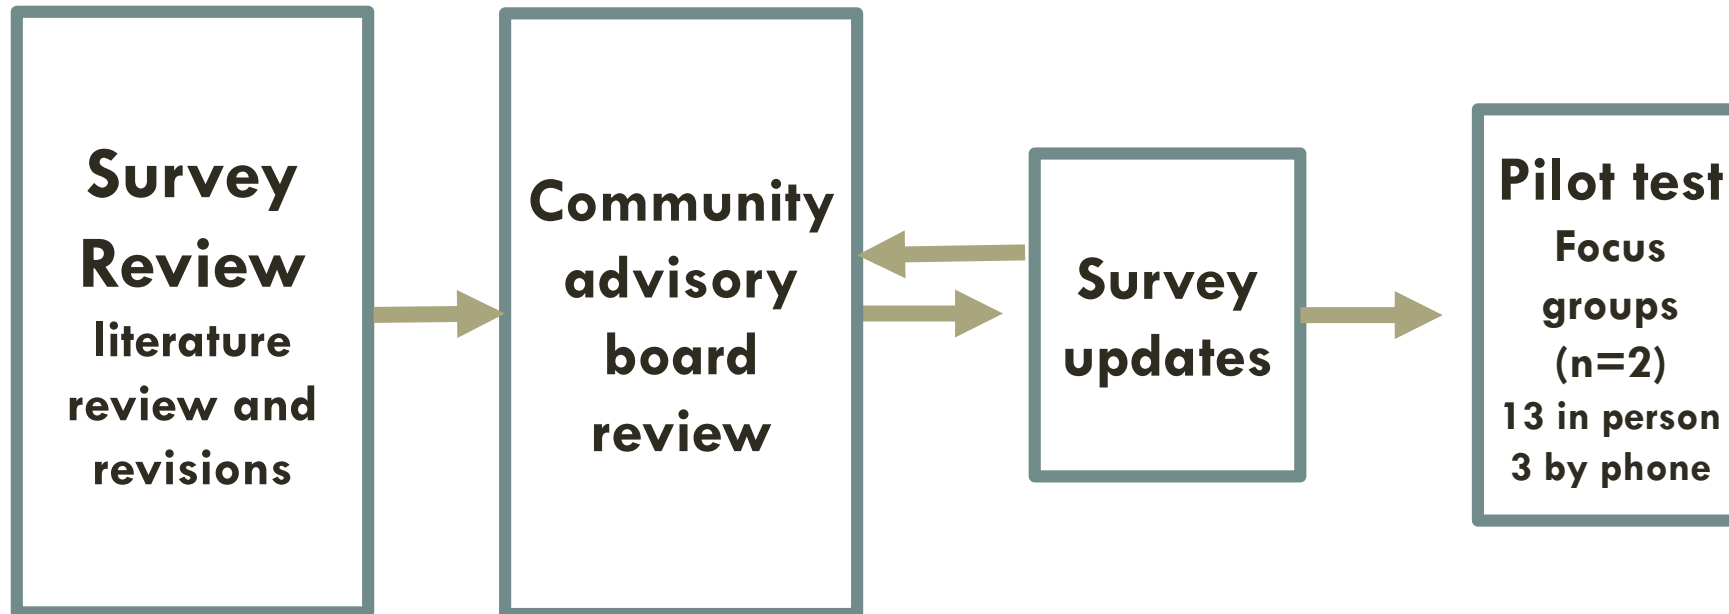 Survey
Review
literature
review and
revisions
Community
advisory
board
review
Survey
updates
Pilot test
Focus
groups
(n=2)
13 in person
3 by phone